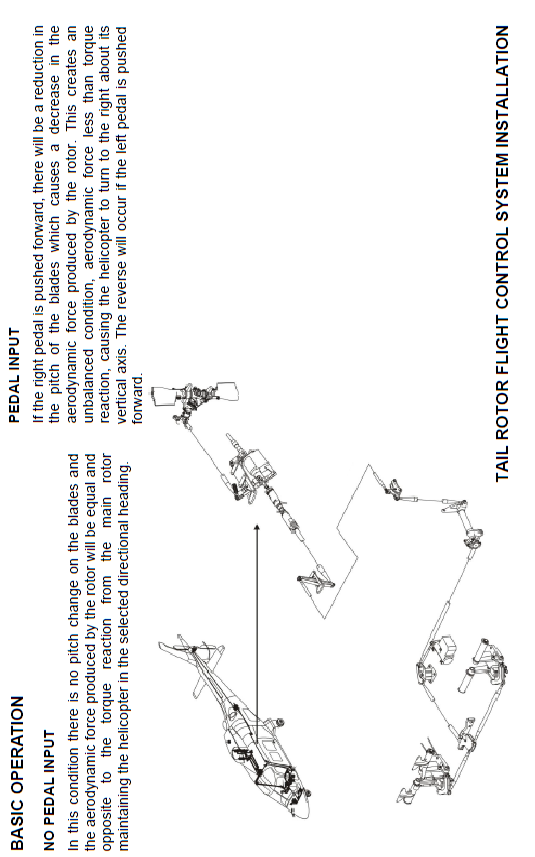 BASIC OPERATION
NO PEDAL INPUT
In this condition there is no pitch change on the blades and
the aerodynamic force produced by the rotor will be equal and
opposite to the torque reaction from the main rotor
maintaining the helicopter in the selected directional heading.
PEDAL INPUT
If the right pedal is pushed forward, there will be a reduction in
the pitch of the blades which causes a decrease in the
aerodynamic force produced by the rotor. This creates an
unbalanced condition, aerodynamic force less than torque
reaction, causing the helicopter to turn to the right about its
vertical axis. The reverse will occur if the left pedal is pushed
forward.
TAIL ROTOR FLIGHT CONTROL SYSTEM INSTALLATION